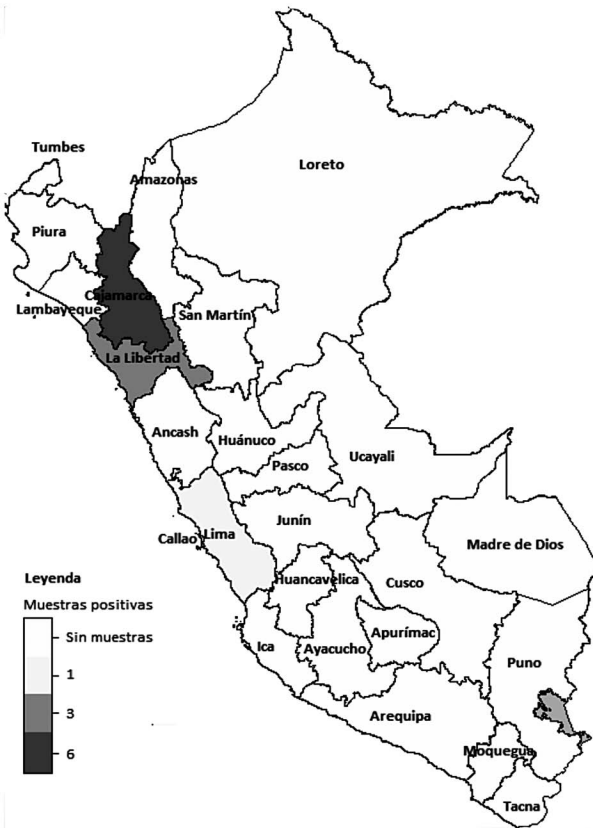 Tumbes
Amazonas
Loreto
Piura
Cajamarca
Lambayeque
San Martín
La Libertad
Ancash
Huánuco
Ucayali
Pasco
Junín
Callao
Lima
Madre de Dios
Huancavelica
Cusco
Ica
Ayacucho
Apurímac
Puno
Arequipa
Moquegua
Tacna
Leyenda
Muestras positivas
Sin muestras
1
3
6